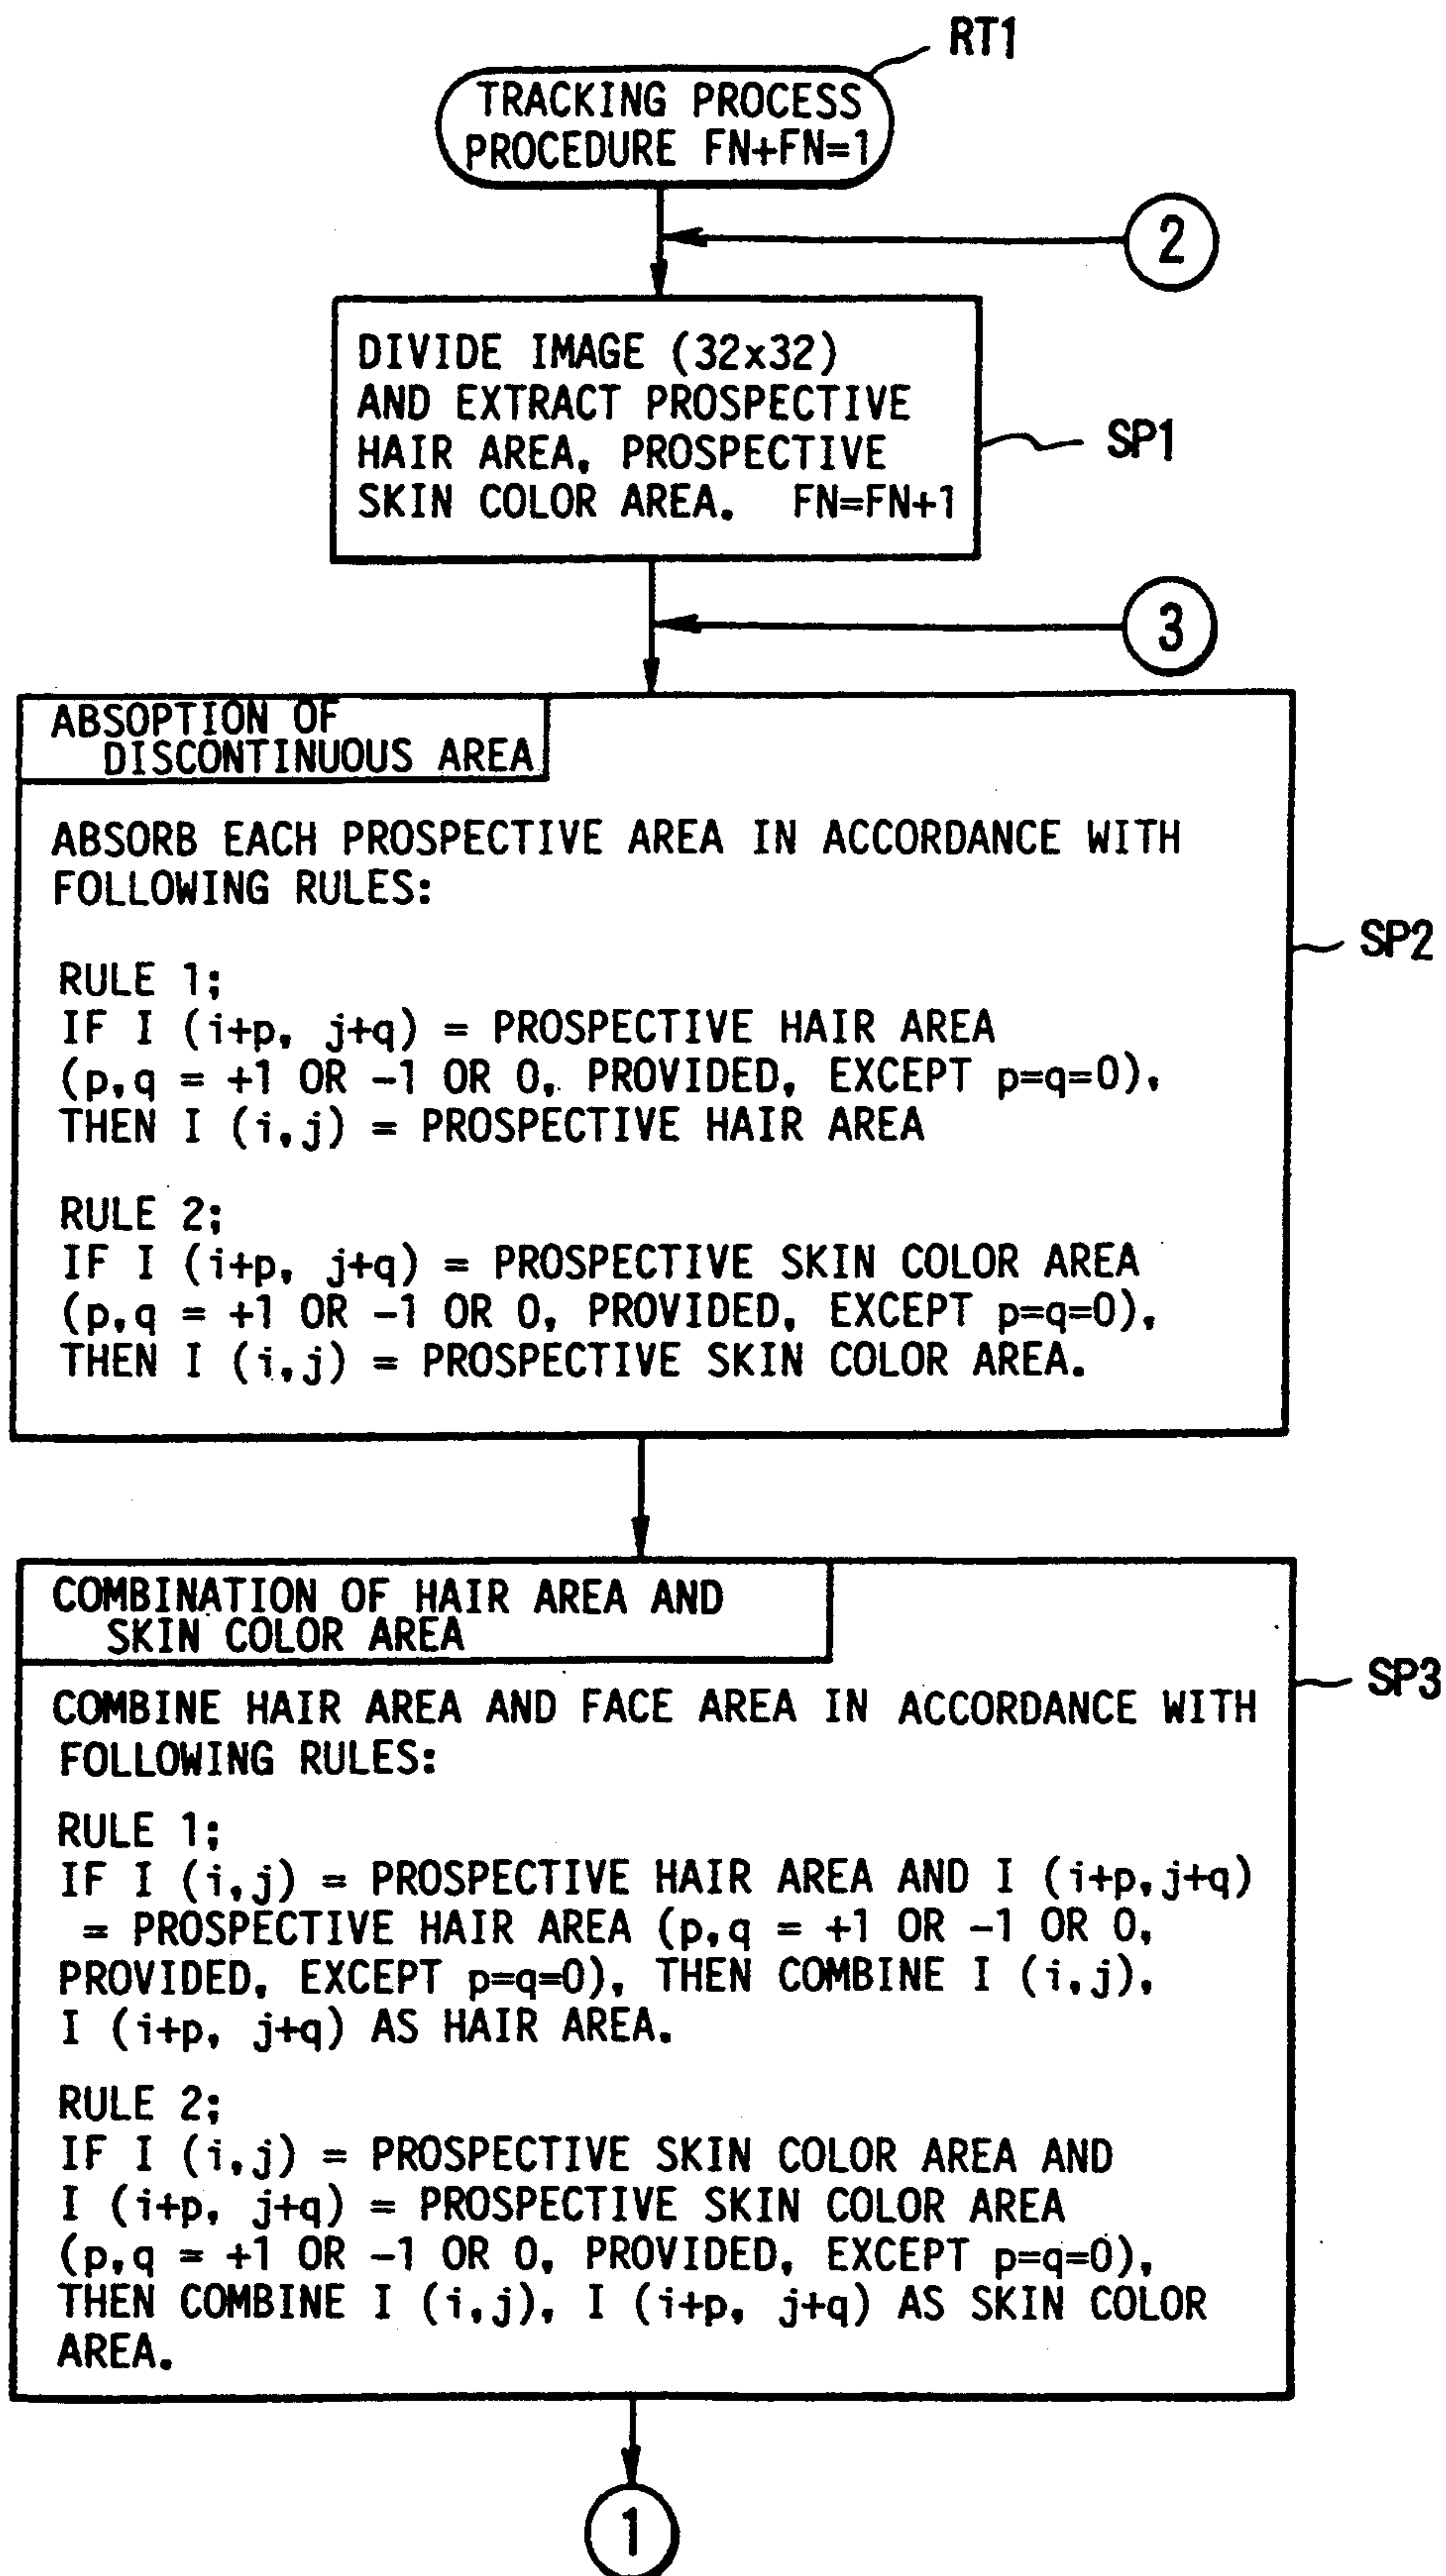 RT1
TRACKING PROCESS
PROCEDURE FN+FN=1
2
DIVIDE IMAGE (32x32)
AND EXTRACT PROSPECTIVE
HAIR AREA, PROSPECTIVE
SKIN COLOR AREA. FN=FN+1
SP1
3
ABSOPTION OF
DISCONTINUOUS AREA
ABSORB EACH PROSPECTIVE AREA IN ACCORDANCE WITH
FOLLOWING RULES:
SP2
RULE 1;
IF I (i+p, j+q) = PROSPECTIVE HAIR AREA
(p,q = +1 OR -1 OR 0, PROVIDED, EXCEPT p=q=0),
THEN I (i,j) = PROSPECTIVE HAIR AREA
RULE 2;
IF I (i+p, j+q) = PROSPECTIVE SKIN COLOR AREA
(p,q = +1 OR -1 OR 0, PROVIDED, EXCEPT p=q=0),
THEN I (i,j) = PROSPECTIVE SKIN COLOR AREA.
COMBINATION OF HAIR AREA AND
SKIN COLOR AREA
SP3
COMBINE HAIR AREA AND FACE AREA IN ACCORDANCE WITH
FOLLOWING RULES:
RULE 1;
IF I (i,j) = PROSPECTIVE HAIR AREA AND I (i+p,j+q)
= PROSPECTIVE HAIR AREA (p,q = +1 OR -1 OR 0,
PROVIDED, EXCEPT p=q=0), THEN COMBINE I (i,j),
I (i+p, j+q) AS HAIR AREA.
RULE 2;
IF I (i,j) = PROSPECTIVE SKIN COLOR AREA AND
I (i+p, j+q) = PROSPECTIVE SKIN COLOR AREA
(p,q = +1 OR -1 OR 0, PROVIDED, EXCEPT p=q=0),
THEN COMBINE I (i,j), I (i+p, j+q) AS SKIN COLOR
AREA.
1